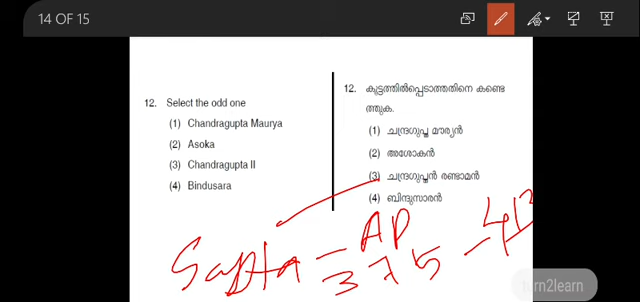 14 OF 15
12. Select the odd one
(1) Chandragupta Maurya
(2) Asoka
(3) Chandragupta II
(4) Bindusara
12. കൂട്ടത്തിൽപ്പെടാത്തതിനെ കണ്ടെ
ത്തുക.
(1) ചന്ദ്രഗുപ്ത മൗര്യൻ
(2) അശോകൻ
(3) ചന്ദ്രഗുപ്തൻ രണ്ടാമൻ
(4) ബിന്ദുസാരൻ
AD
375 -
turn2learn